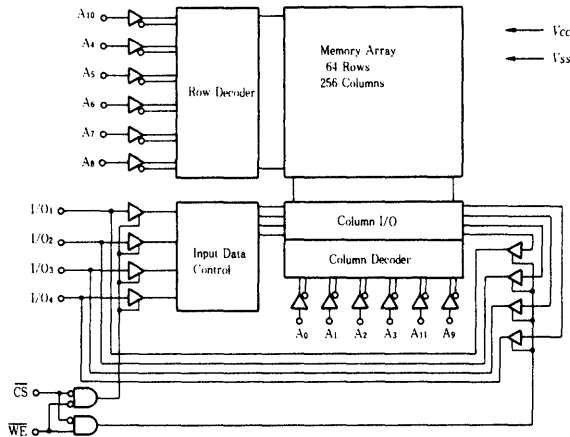 A10
A4
A5
A6
A7
A8
Row Decoder
Memory Array
64 Rows
256 Columns
Vcc
Vss
I/O1
I/O2
I/O3
I/O4
Input Data
Control
Column I/O
Column Decoder
A0 A1 A2 A3 A11 A9
CS
WE